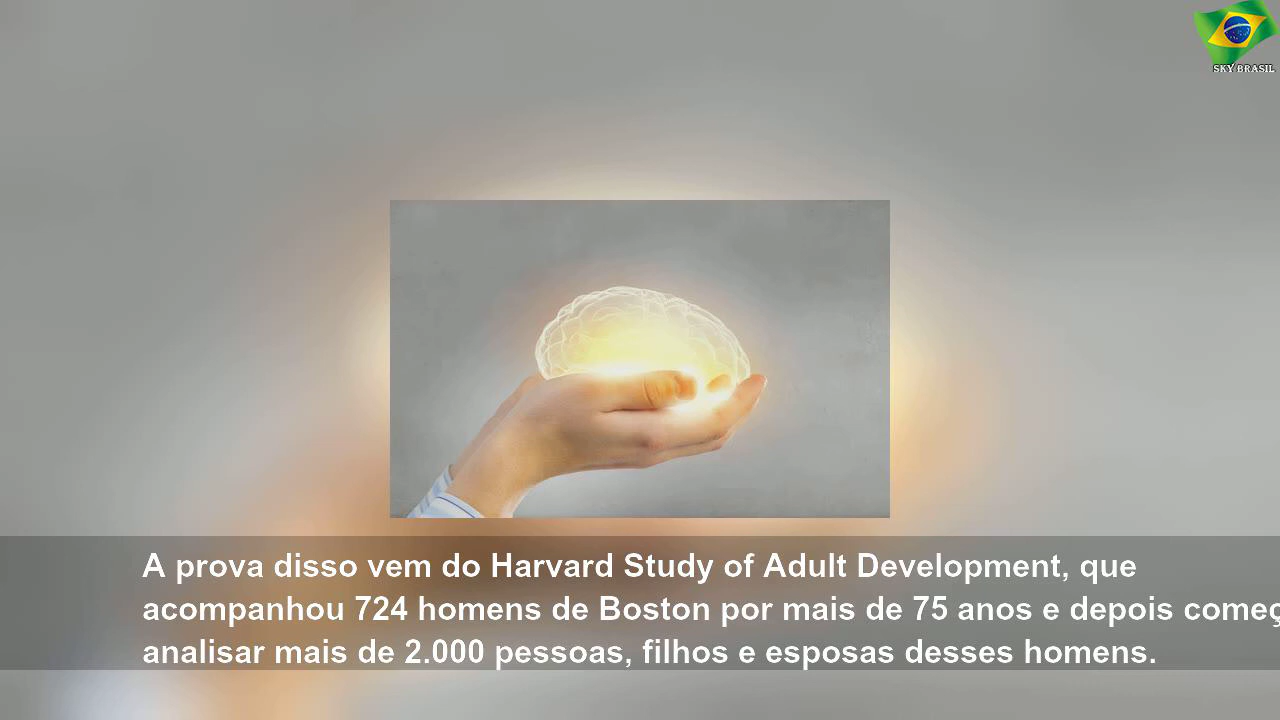 SKY BRASIL
A prova disso vem do Harvard Study of Adult Development, que
acompanhou 724 homens de Boston por mais de 75 anos e depois começ
analisar mais de 2.000 pessoas, filhos e esposas desses homens.